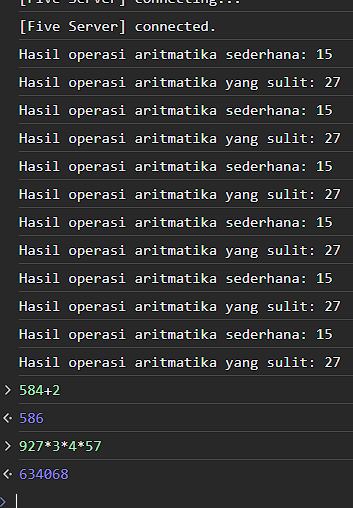 [Five Server] connecting...
[Five Server] connected.
Hasil operasi aritmatika sederhana: 15
Hasil operasi aritmatika yang sulit: 27
Hasil operasi aritmatika sederhana: 15
Hasil operasi aritmatika yang sulit: 27
Hasil operasi aritmatika sederhana: 15
Hasil operasi aritmatika yang sulit: 27
Hasil operasi aritmatika sederhana: 15
Hasil operasi aritmatika yang sulit: 27
Hasil operasi aritmatika sederhana: 15
Hasil operasi aritmatika yang sulit: 27
Hasil operasi aritmatika sederhana: 15
Hasil operasi aritmatika yang sulit: 27
> 584+2
<· 586
> 927*3*4*57
<· 634068
>